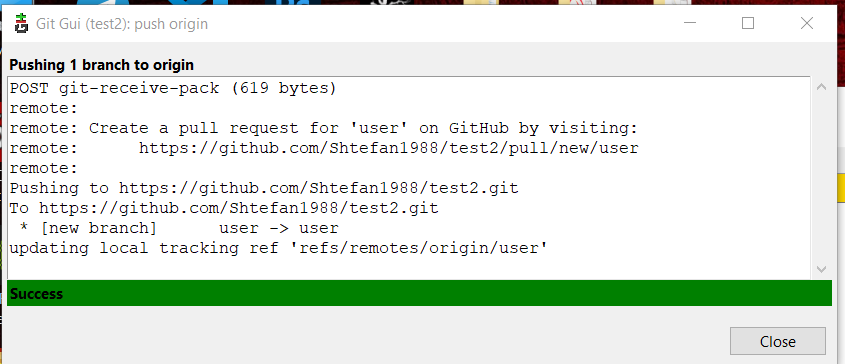 Git Gui (test2): push origin
Pushing 1 branch to origin
POST git-receive-pack (619 bytes)
remote:
remote: Create a pull request for 'user' on GitHub by visiting:
remote:      https://github.com/Shtefan1988/test2/pull/new/user
remote:
Pushing to https://github.com/Shtefan1988/test2.git
To https://github.com/Shtefan1988/test2.git
 * [new branch]      user -> user
updating local tracking ref 'refs/remotes/origin/user'
Success
Close